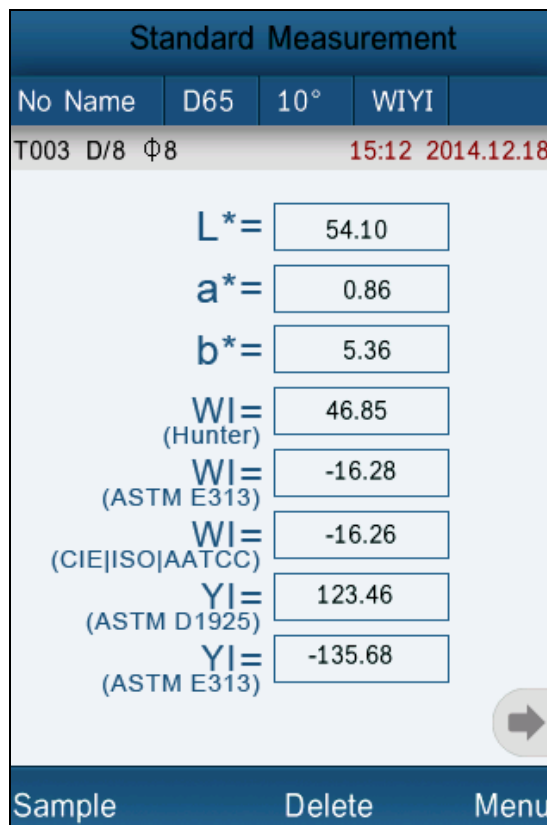 Standard Measurement
No Name D65 10° WIYI
T003 D/8 Φ8 15:12 2014.12.18
L*= 54.10
a*= 0.86
b*= 5.36
WI= 46.85
(Hunter)
WI= -16.28
(ASTM E313)
WI= -16.26
(CIE|ISO|AATCC)
YI= 123.46
(ASTM D1925)
YI= -135.68
(ASTM E313)
Sample Delete Menu